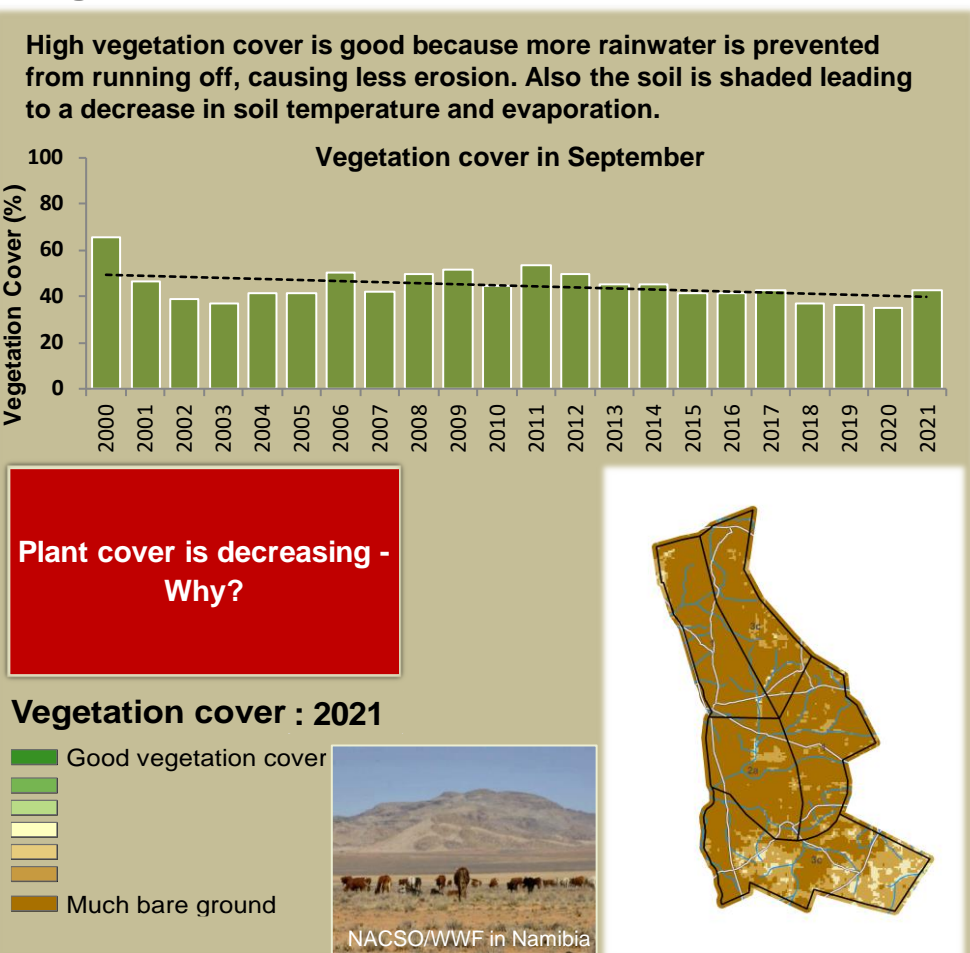 High vegetation cover is good because more rainwater is prevented
from running off, causing less erosion. Also the soil is shaded leading
to a decrease in soil temperature and evaporation.
Vegetation cover in September
Vegetation Cover (%)
100
80
60
40
20
0
2000 2001 2002 2003 2004 2005 2006 2007 2008 2009 2010 2011 2012 2013 2014 2015 2016 2017 2018 2019 2020 2021
Plant cover is decreasing -
Why?
Vegetation cover : 2021
Good vegetation cover
Much bare ground
NACSO/WWF in Namibia
2a